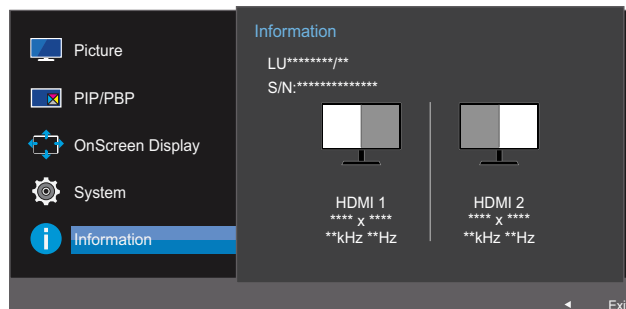 Picture
PIP/PBP
OnScreen Display
System
Information
Information
LU********/**
S/N:**************
HDMI 1
**** x ****
**kHz **Hz
HDMI 2
**** x ****
**kHz **Hz